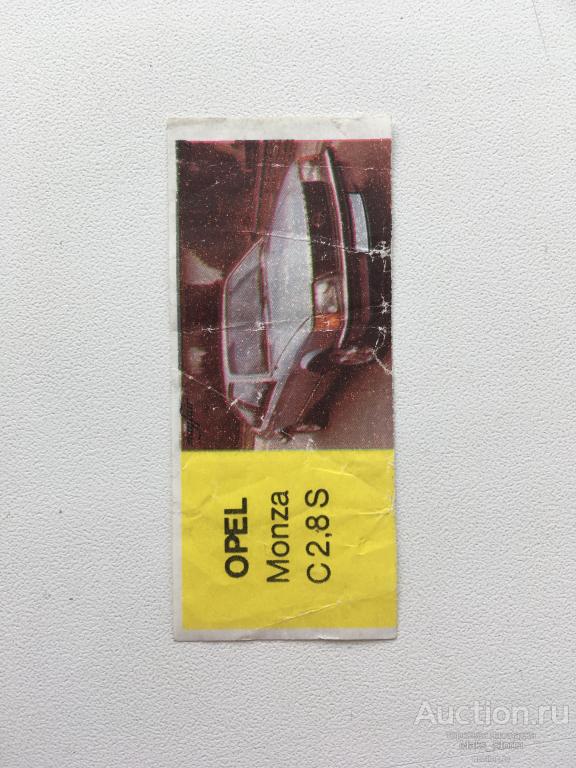 OPEL
Monza
C 2,8 S
Auction.ru